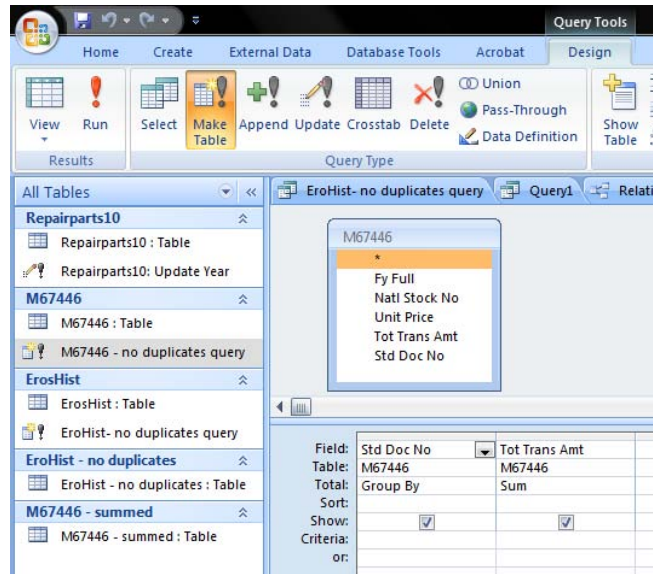 Query Tools
Home Create External Data Database Tools Acrobat Design
View Run Select Make Table Append Update Crosstab Delete Union Pass-Through Data Definition Show Table
Results Query Type
All Tables
EroHist- no duplicates query Query1 Relati
Repairparts10
Repairparts10 : Table
Repairparts10: Update Year
M67446
M67446 : Table
M67446 - no duplicates query
ErosHist
ErosHist : Table
EroHist- no duplicates query
EroHist - no duplicates
EroHist - no duplicates : Table
M67446 - summed
M67446 - summed : Table
M67446
*
Fy Full
Natl Stock No
Unit Price
Tot Trans Amt
Std Doc No
Field: Std Doc No Tot Trans Amt
Table: M67446 M67446
Total: Group By Sum
Sort:
Show:
Criteria:
or: